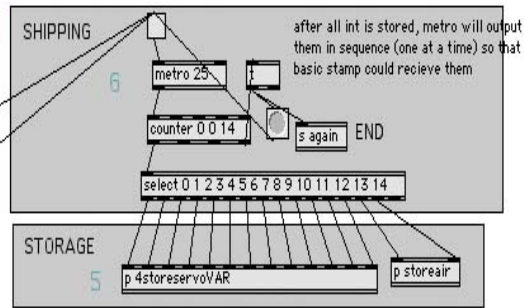 SHIPPING
after all int is stored, metro will output
them in sequence (one at a time) so that
basic stamp could recieve them
6
metro 25
t
counter 0 0 14
s again
END
select 0 1 2 3 4 5 6 7 8 9 10 11 12 13 14
STORAGE
5
p 4storeservoVAR
p storeair